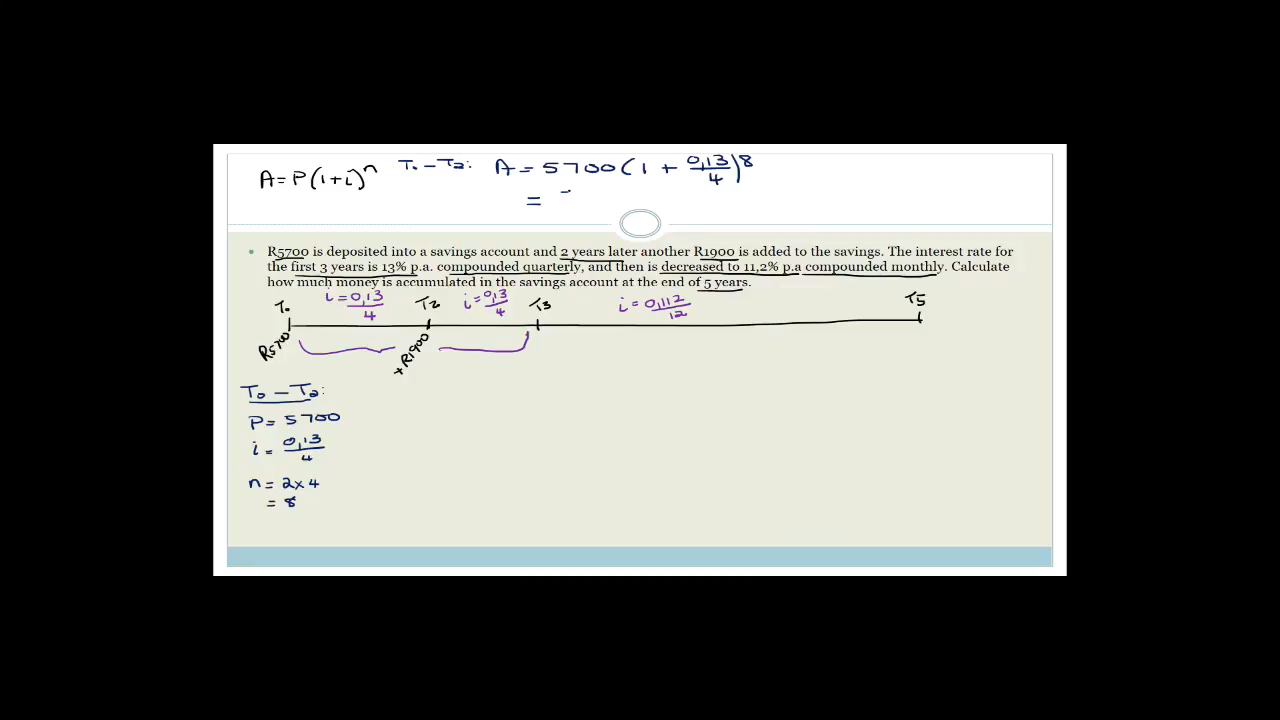 A = P(1+i)^n T₀ – T₂: A = 5700(1 + 0,13/4)^8
=
• R5700 is deposited into a savings account and 2 years later another R1900 is added to the savings. The interest rate for
the first 3 years is 13% p.a. compounded quarterly, and then is decreased to 11,2% p.a compounded monthly. Calculate
how much money is accumulated in the savings account at the end of 5 years.
T₀ i = 0,13/4 T₂ i = 0,13/4 T₃ i = 0,112/12 T₅
R5700 +R1900
T₀ – T₂:
P = 5700
i = 0,13/4
n = 2×4
= 8